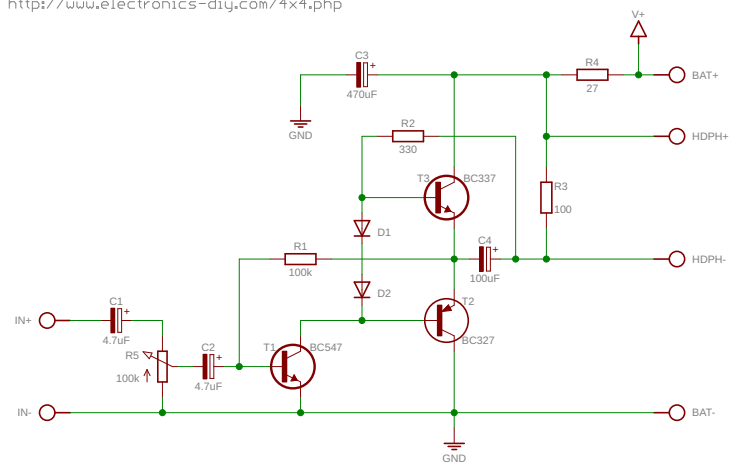 http://www.electronics-diy.com/4x4.php
V+
C3
+
470uF
GND
R4
27
BAT+
R2
330
HDPH+
T3
BC337
R3
100
D1
R1
100k
C4
+
100uF
HDPH-
D2
T2
BC327
IN+
C1
+
4.7uF
R5
100k
C2
+
4.7uF
T1
BC547
IN-
BAT-
GND